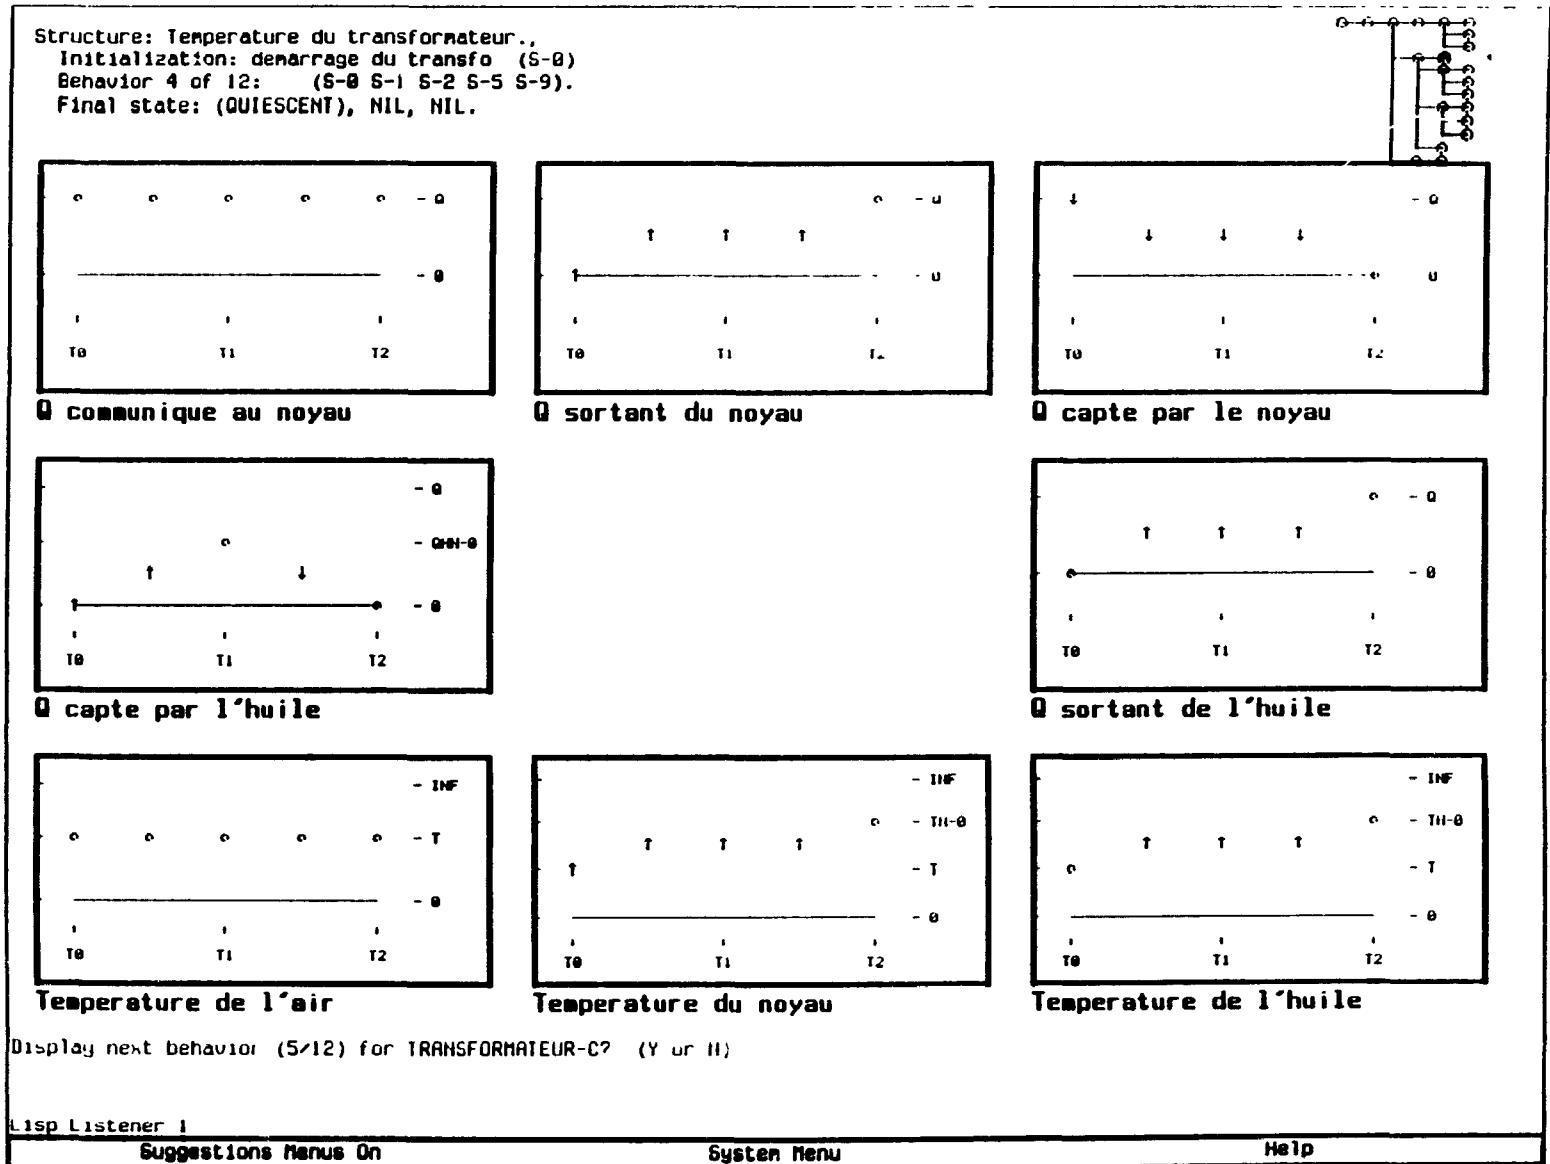 Structure: Temperature du transformateur.,
Initialization: demarrage du transfo (S-0)
Behavior 4 of 12: (S-0 S-1 S-2 S-5 S-9).
Final state: (QUIESCENT), NIL, NIL.
- Q
- 0
T0 T1 T2
Q communique au noyau
T0 T1
Q sortant du noyau
- Q
T0 T1 T2
Q capte par le noyau
- Q
- QHN-0
- 0
T0 T1 T2
Q capte par l'huile
- Q
- 0
T0 T1 T2
Q sortant de l'huile
- INF
- T
- 0
T0 T1 T2
Temperature de l'air
- INF
- TN-0
- T
- 0
T0 T1 T2
Temperature du noyau
- INF
- TH-0
- T
- 0
T0 T1 T2
Temperature de l'huile
Display next behavior (5/12) for TRANSFORMATEUR-C? (Y or N)
Lisp Listener 1
Suggestions Menus On System Menu Help